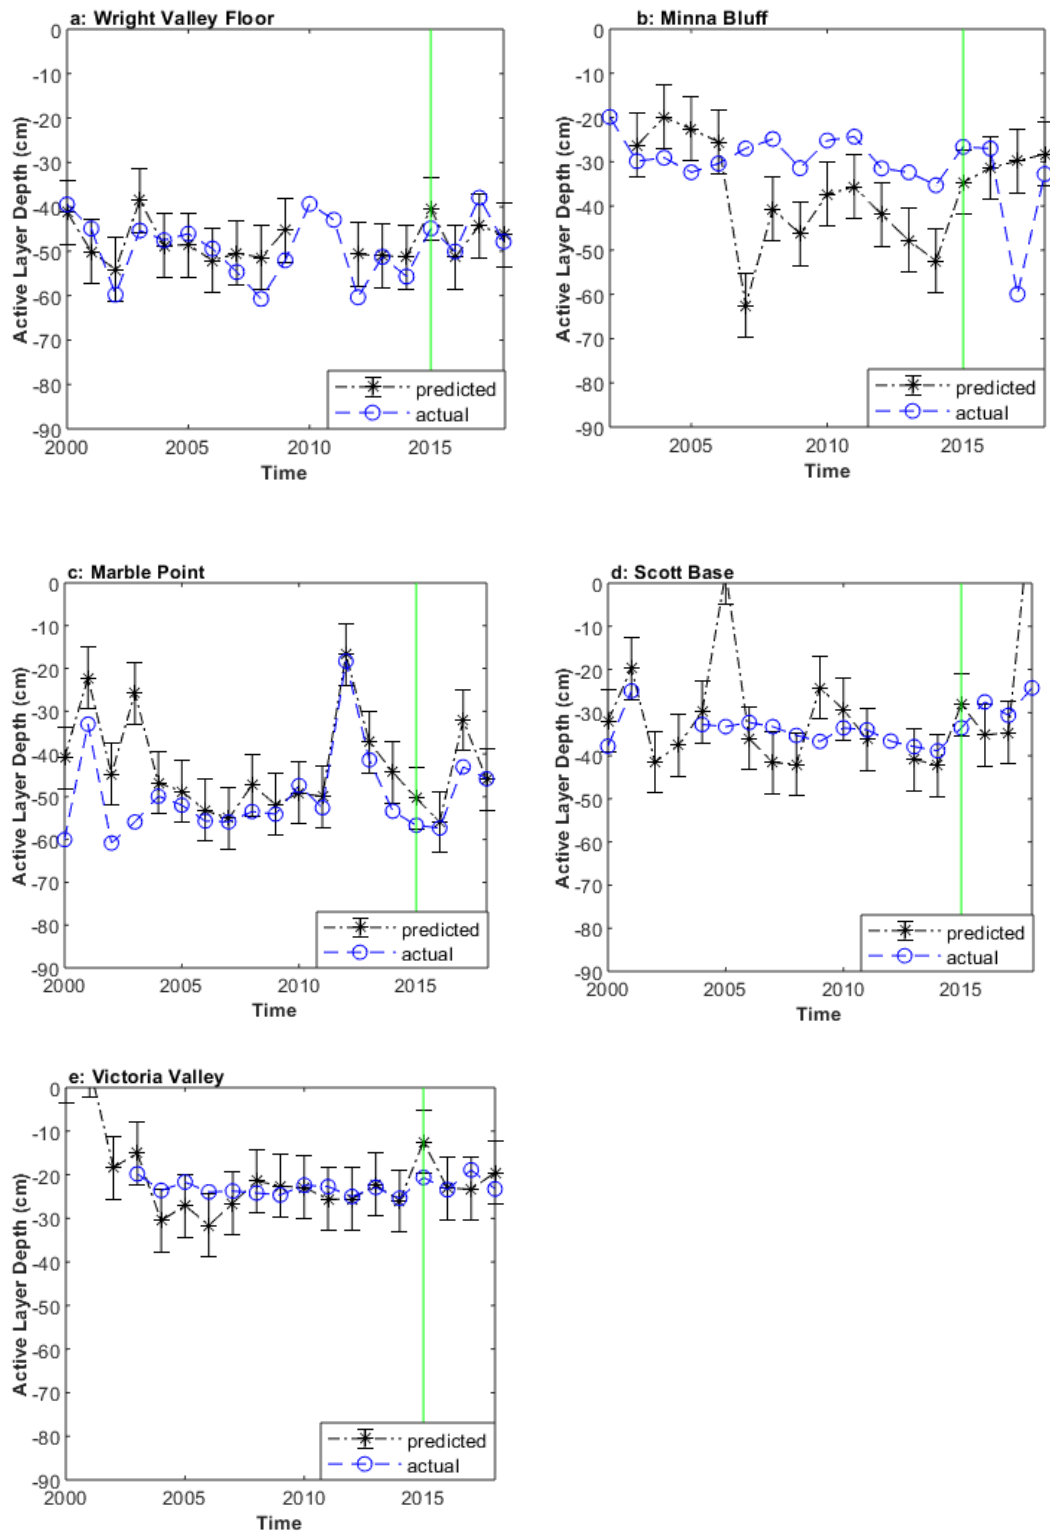 a: Wright Valley Floor
0
-10
-20
-30
-40
-50
-60
-70
-80
-90
Active Layer Depth (cm)
2000
2005
2010
2015
Time
predicted
actual
b: Minna Bluff
0
-10
-20
-30
-40
-50
-60
-70
-80
-90
Active Layer Depth (cm)
2005
2010
2015
Time
predicted
actual
c: Marble Point
0
-10
-20
-30
-40
-50
-60
-70
-80
-90
Active Layer Depth (cm)
2000
2005
2010
2015
Time
predicted
actual
d: Scott Base
0
-10
-20
-30
-40
-50
-60
-70
-80
-90
Active Layer Depth (cm)
2000
2005
2010
2015
Time
predicted
actual
e: Victoria Valley
0
-10
-20
-30
-40
-50
-60
-70
-80
-90
Active Layer Depth (cm)
2000
2005
2010
2015
Time
predicted
actual